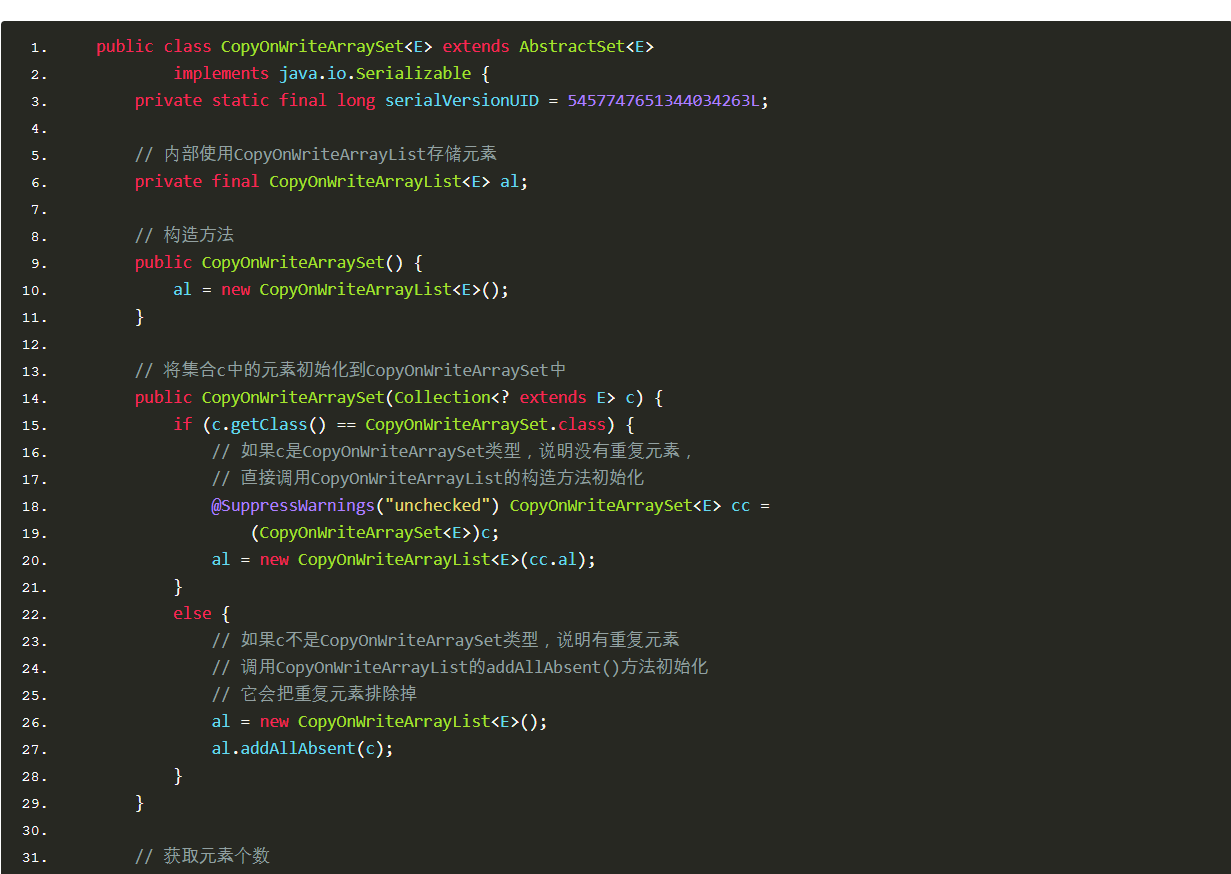 1. public class CopyOnWriteArraySet<E> extends AbstractSet<E>
2. implements java.io.Serializable {
3. private static final long serialVersionUID = 5457747651344034263L;
4.
5. // 内部使用CopyOnWriteArrayList存储元素
6. private final CopyOnWriteArrayList<E> al;
7.
8. // 构造方法
9. public CopyOnWriteArraySet() {
10. al = new CopyOnWriteArrayList<E>();
11. }
12.
13. // 将集合c中的元素初始化到CopyOnWriteArraySet中
14. public CopyOnWriteArraySet(Collection<? extends E> c) {
15. if (c.getClass() == CopyOnWriteArraySet.class) {
16. // 如果c是CopyOnWriteArraySet类型，说明没有重复元素，
17. // 直接调用CopyOnWriteArrayList的构造方法初始化
18. @SuppressWarnings("unchecked") CopyOnWriteArraySet<E> cc =
19. (CopyOnWriteArraySet<E>)c;
20. al = new CopyOnWriteArrayList<E>(cc.al);
21. }
22. else {
23. // 如果c不是CopyOnWriteArraySet类型，说明有重复元素
24. // 调用CopyOnWriteArrayList的addAllAbsent()方法初始化
25. // 它会把重复元素排除掉
26. al = new CopyOnWriteArrayList<E>();
27. al.addAllAbsent(c);
28. }
29. }
30.
31. // 获取元素个数